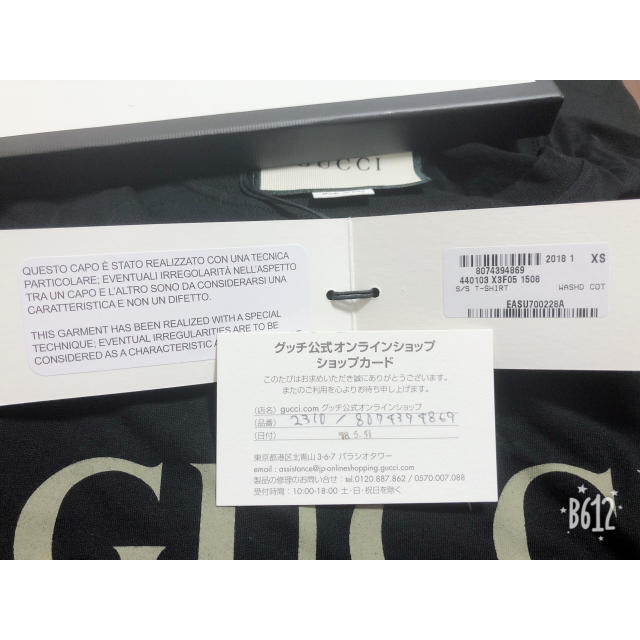 GUCCI
QUESTO CAPO È STATO REALIZZATO CON UNA TECNICA
PARTICOLARE; EVENTUALI IRREGOLARITÀ NELL'ASPETTO
TRA UN CAPO E L'ALTRO SONO DA CONSIDERARSI UNA
CARATTERISTICA E NON UN DIFETTO.
THIS GARMENT HAS BEEN REALIZED WITH A SPECIAL
TECHNIQUE; EVENTUAL IRREGULARITIES ARE TO BE
CONSIDERED AS A CHARACTERISTIC A
2018 1 XS
8074394869
440103 X3F05 1508
S/S T-SHIRT WASHD COT
EASU700228A
グッチ公式オンラインショップ
ショップカード
このたびはお求めいただき誠にありがとうございます。
またのご利用を心よりお待ち申し上げます。
(店名) gucci.com グッチ公式オンラインショップ
(品番) 2310 / 8074394869
(日付) 18.5.31
東京都港区北青山3-6-7 パラシオタワー
email : assistance@jp-onlineshopping.gucci.com
製品の修理のお問い合せ : tel.0120.887.862 / 0570.007.088
受付時間 : 10:00-18:00 土・日・祝日を除く
GUCC
B612